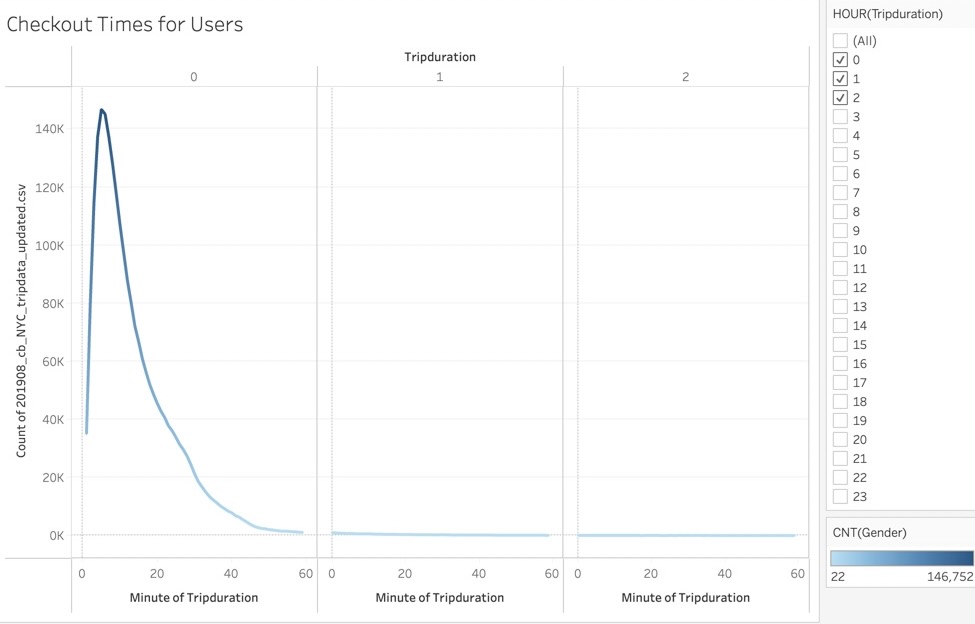 Checkout Times for Users
Tripduration
0 1 2
Count of 201908_cb_NYC_tripdata_updated.csv
140K
120K
100K
80K
60K
40K
20K
0K
0 20 40 60 0 20 40 60 0 20 40 60
Minute of Tripduration Minute of Tripduration Minute of Tripduration
HOUR(Tripduration)
(All)
0
1
2
3
4
5
6
7
8
9
10
11
12
13
14
15
16
17
18
19
20
21
22
23
CNT(Gender)
22 146,752